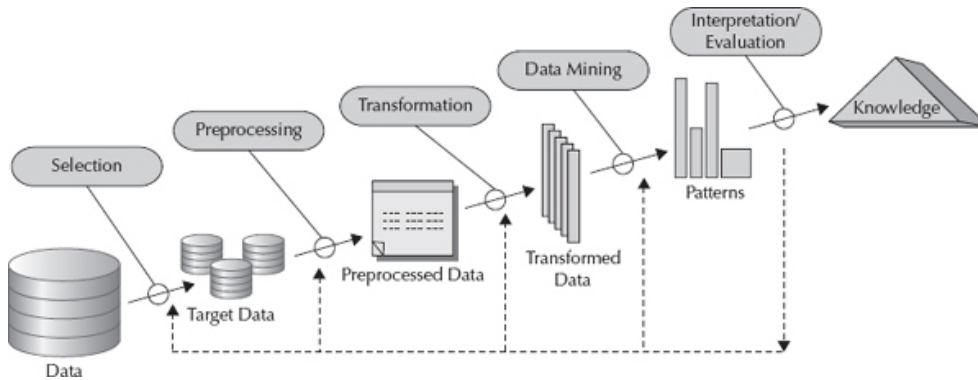 Interpretation/
Evaluation
Data Mining
Transformation
Preprocessing
Selection
Knowledge
Patterns
Transformed
Data
Preprocessed Data
Target Data
Data